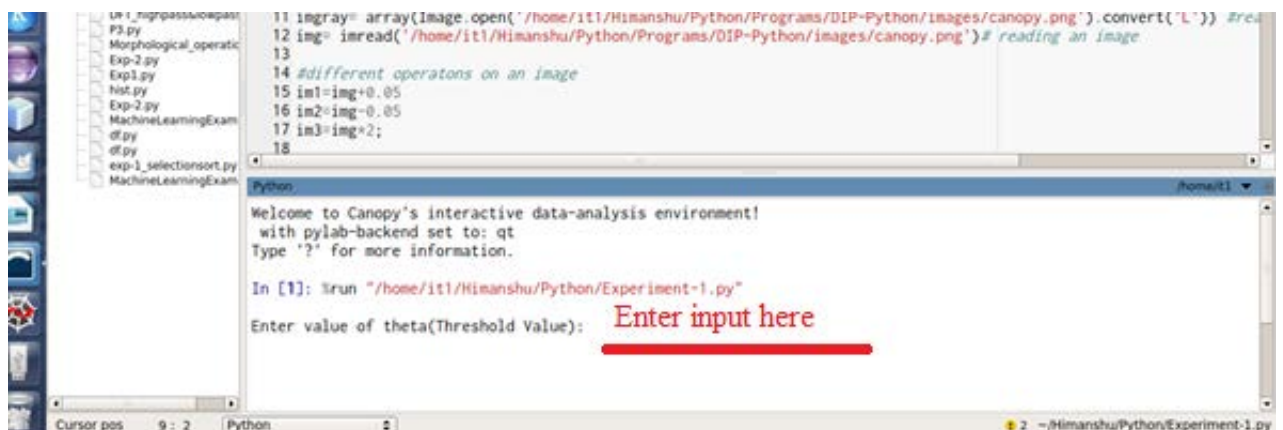 DFT_highpass&lowpass
P3.py
Morphological_operatic
Exp-2.py
Exp1.py
hist.py
Exp-2.py
MachineLearningExam
df.py
df.py
exp-1_selectionsort.py
MachineLearningExam
11 imgray= array(Image.open('/home/it1/Himanshu/Python/Programs/DIP-Python/images/canopy.png').convert('L')) #rea
12 img= imread('/home/it1/Himanshu/Python/Programs/DIP-Python/images/canopy.png')# reading an image
13
14 #different operatons on an image
15 im1=img+0.05
16 im2=img-0.05
17 im3=img*2;
18
Python /home/it1
Welcome to Canopy's interactive data-analysis environment!
with pylab-backend set to: qt
Type '?' for more information.
In [1]: %run "/home/it1/Himanshu/Python/Experiment-1.py"
Enter value of theta(Threshold Value):
Enter input here
Cursor pos 9 : 2 Python 2 ~/Himanshu/Python/Experiment-1.py